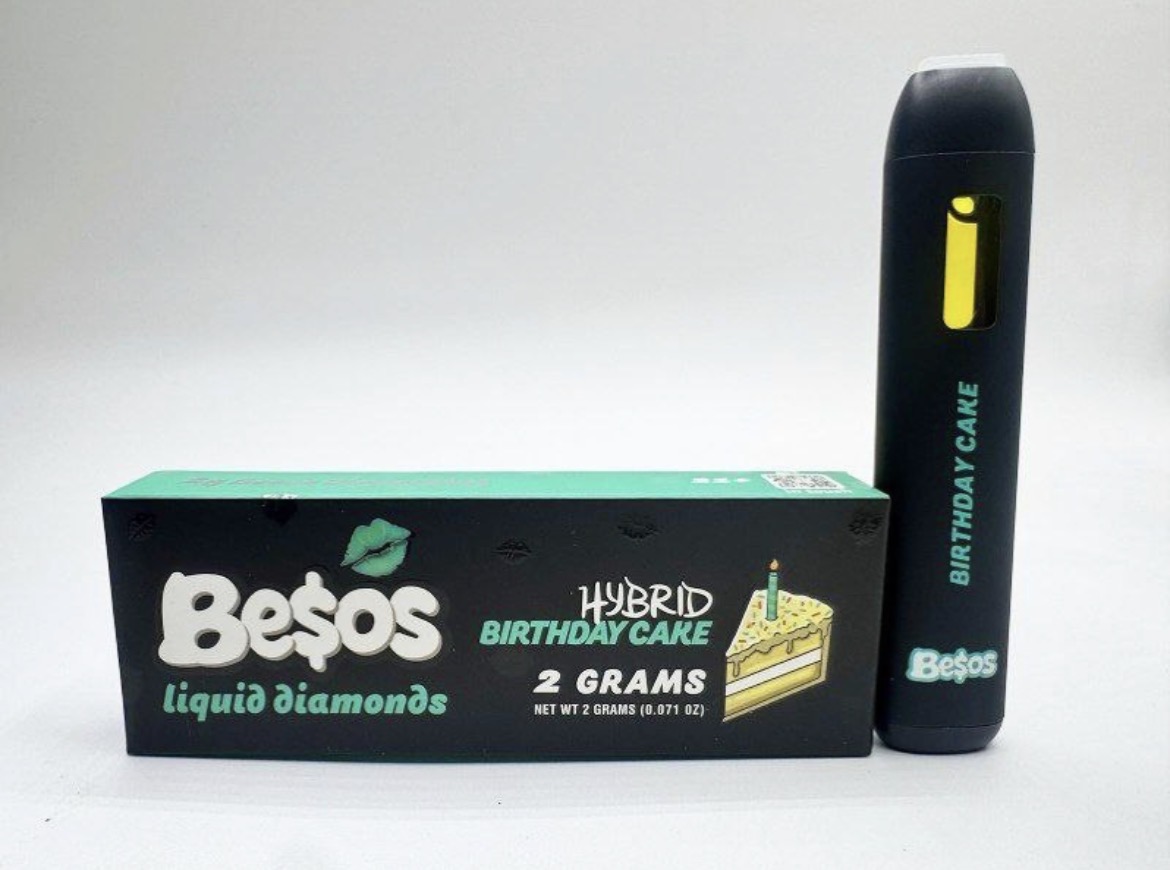 Be$os
liquid diamonds
HYBRID
BIRTHDAY CAKE
2 GRAMS
NET WT 2 GRAMS (0.071 OZ)
BIRTHDAY CAKE
Be$os